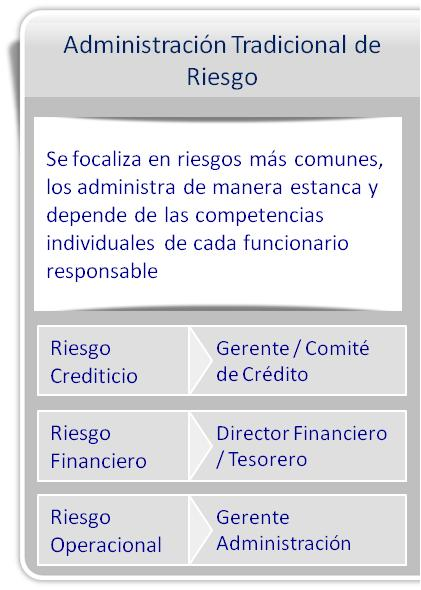 Administración Tradicional de
Riesgo
Se focaliza en riesgos más comunes,
los administra de manera estanca y
depende de las competencias
individuales de cada funcionario
responsable
Riesgo
Crediticio
Gerente / Comité
de Crédito
Riesgo
Financiero
Director Financiero
/ Tesorero
Riesgo
Operacional
Gerente
Administración